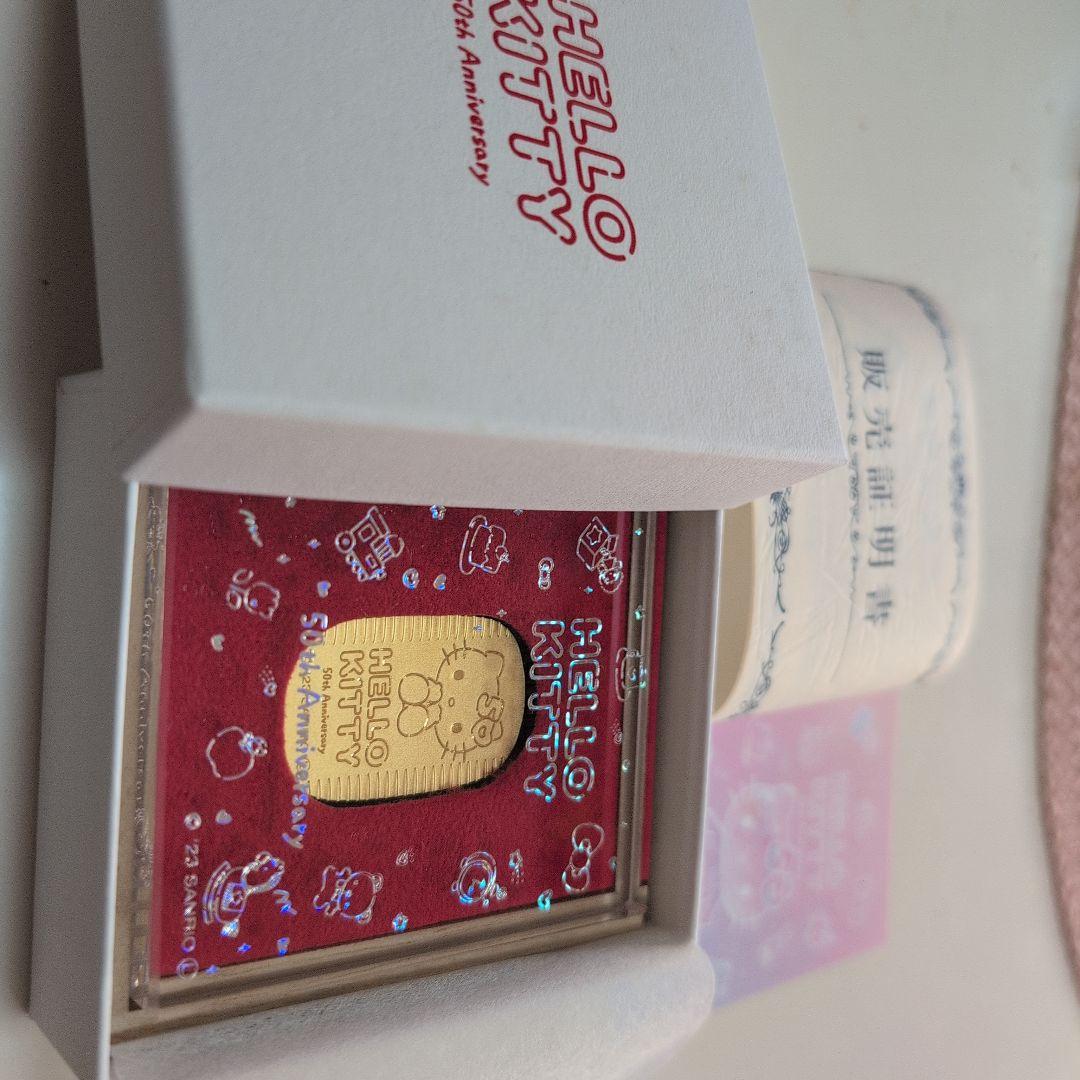 HELLO
KITTY
50th Anniversary
HELLO
KITTY
HELLO
KITTY
50th Anniversary
50th Anniversary
© '23 SANRIO
販売証明書